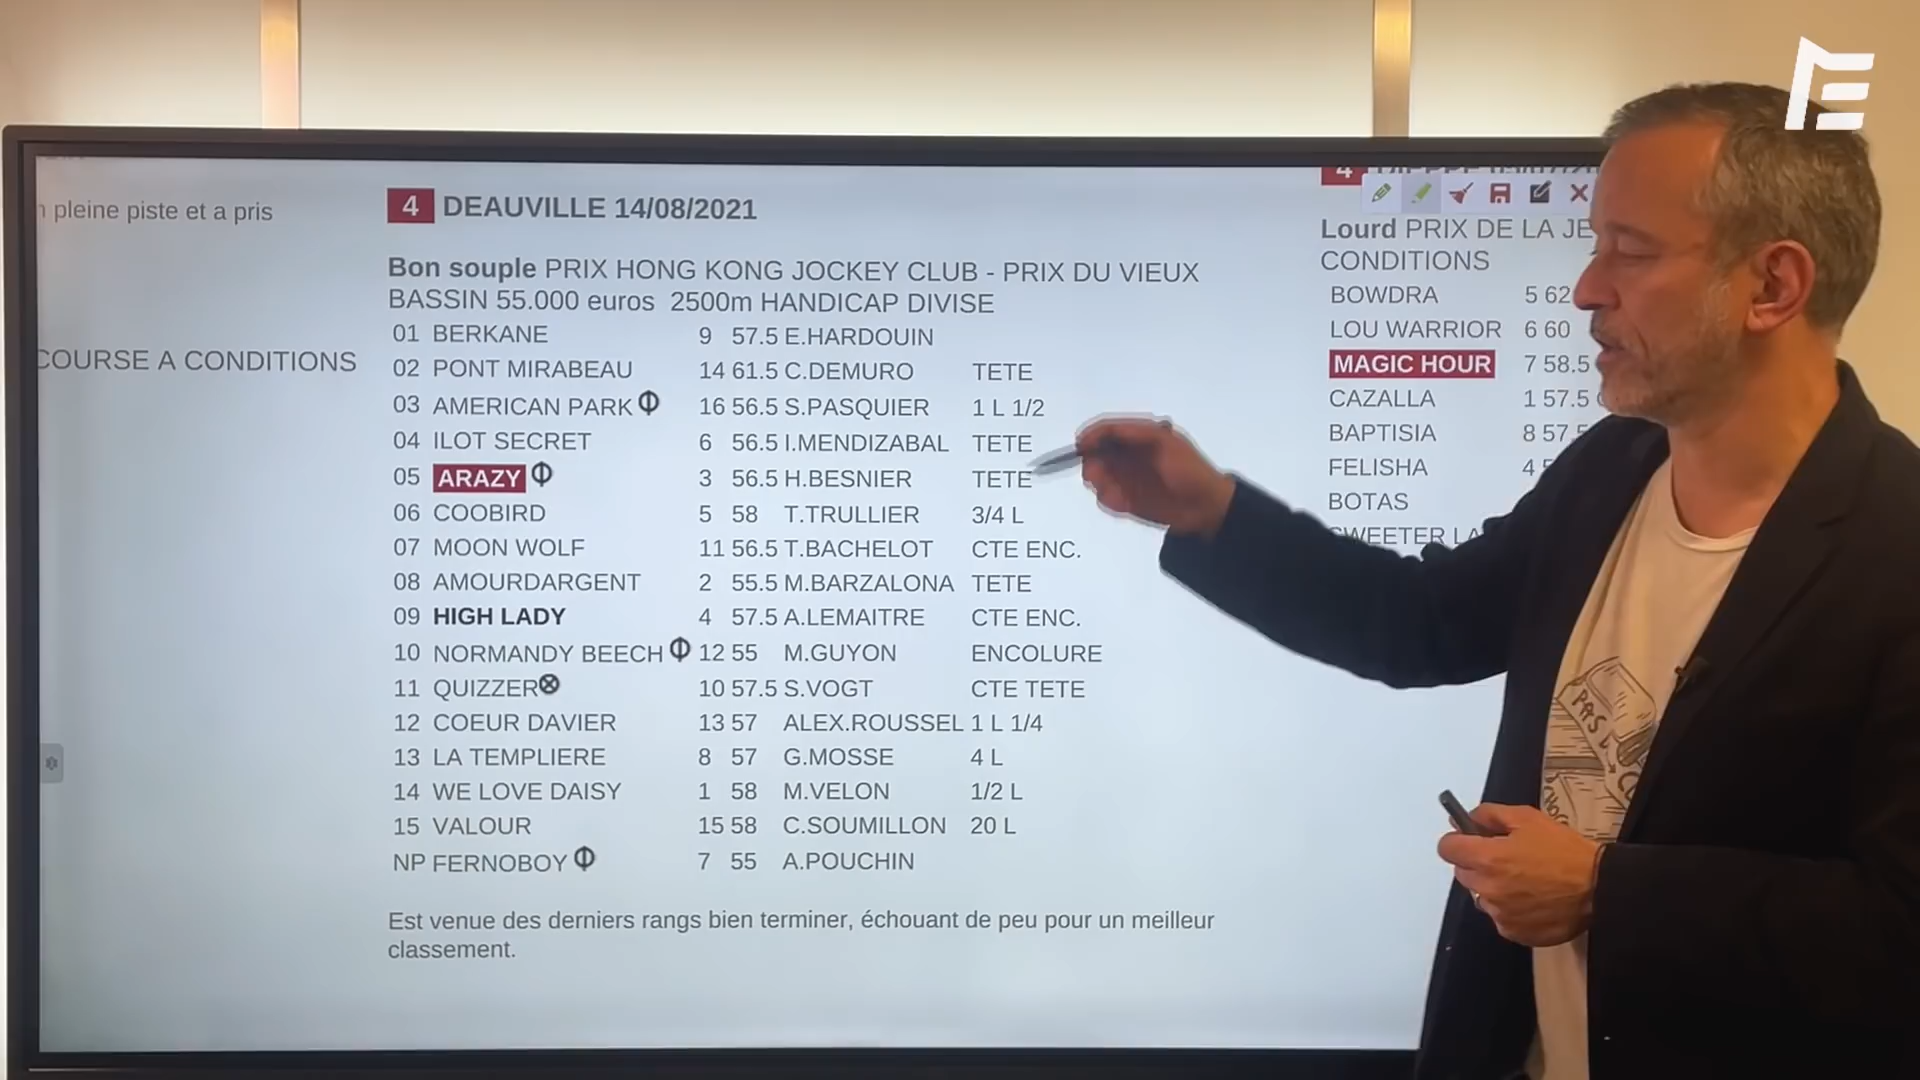 pleine piste et a pris
COURSE A CONDITIONS
4 DEAUVILLE 14/08/2021
Bon souple PRIX HONG KONG JOCKEY CLUB - PRIX DU VIEUX
BASSIN 55.000 euros 2500m HANDICAP DIVISE
01 BERKANE 9 57.5 E.HARDOUIN
02 PONT MIRABEAU 14 61.5 C.DEMURO TETE
03 AMERICAN PARK 16 56.5 S.PASQUIER 1 L 1/2
04 ILOT SECRET 6 56.5 I.MENDIZABAL TETE
05 ARAZY 3 56.5 H.BESNIER TETE
06 COOBIRD 5 58 T.TRULLIER 3/4 L
07 MOON WOLF 11 56.5 T.BACHELOT CTE ENC.
08 AMOURDARGENT 2 55.5 M.BARZALONA TETE
09 HIGH LADY 4 57.5 A.LEMAITRE CTE ENC.
10 NORMANDY BEECH 12 55 M.GUYON ENCOLURE
11 QUIZZER 10 57.5 S.VOGT CTE TETE
12 COEUR DAVIER 13 57 ALEX.ROUSSEL 1 L 1/4
13 LA TEMPLIERE 8 57 G.MOSSE 4 L
14 WE LOVE DAISY 1 58 M.VELON 1/2 L
15 VALOUR 15 58 C.SOUMILLON 20 L
NP FERNOBOY 7 55 A.POUCHIN
Est venue des derniers rangs bien terminer, échouant de peu pour un meilleur
classement.
4
Lourd PRIX DE LA JE
CONDITIONS
BOWDRA 5 62
LOU WARRIOR 6 60
MAGIC HOUR 7 58.5
CAZALLA 1 57.5
BAPTISIA 8 57.5
FELISHA 4
BOTAS
SWEETER LA
PAS
E